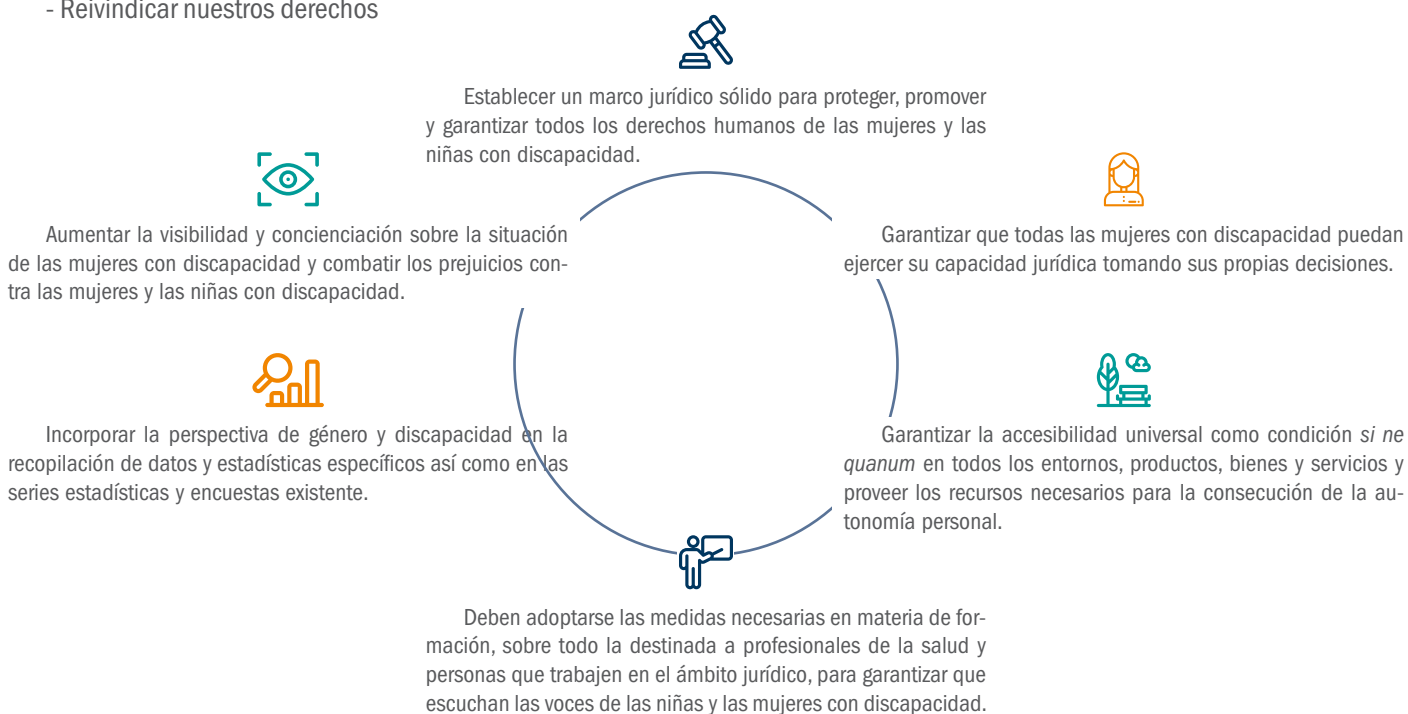 - Reivindicar nuestros derechos
Establecer un marco jurídico sólido para proteger, promover
y garantizar todos los derechos humanos de las mujeres y las
niñas con discapacidad.
Aumentar la visibilidad y concienciación sobre la situación
de las mujeres con discapacidad y combatir los prejuicios con-
tra las mujeres y las niñas con discapacidad.
Garantizar que todas las mujeres con discapacidad puedan
ejercer su capacidad jurídica tomando sus propias decisiones.
Incorporar la perspectiva de género y discapacidad en la
recopilación de datos y estadísticas específicos así como en las
series estadísticas y encuestas existente.
Garantizar la accesibilidad universal como condición si ne
quanum en todos los entornos, productos, bienes y servicios y
proveer los recursos necesarios para la consecución de la au-
tonomía personal.
Deben adoptarse las medidas necesarias en materia de for-
mación, sobre todo la destinada a profesionales de la salud y
personas que trabajen en el ámbito jurídico, para garantizar que
escuchan las voces de las niñas y las mujeres con discapacidad.